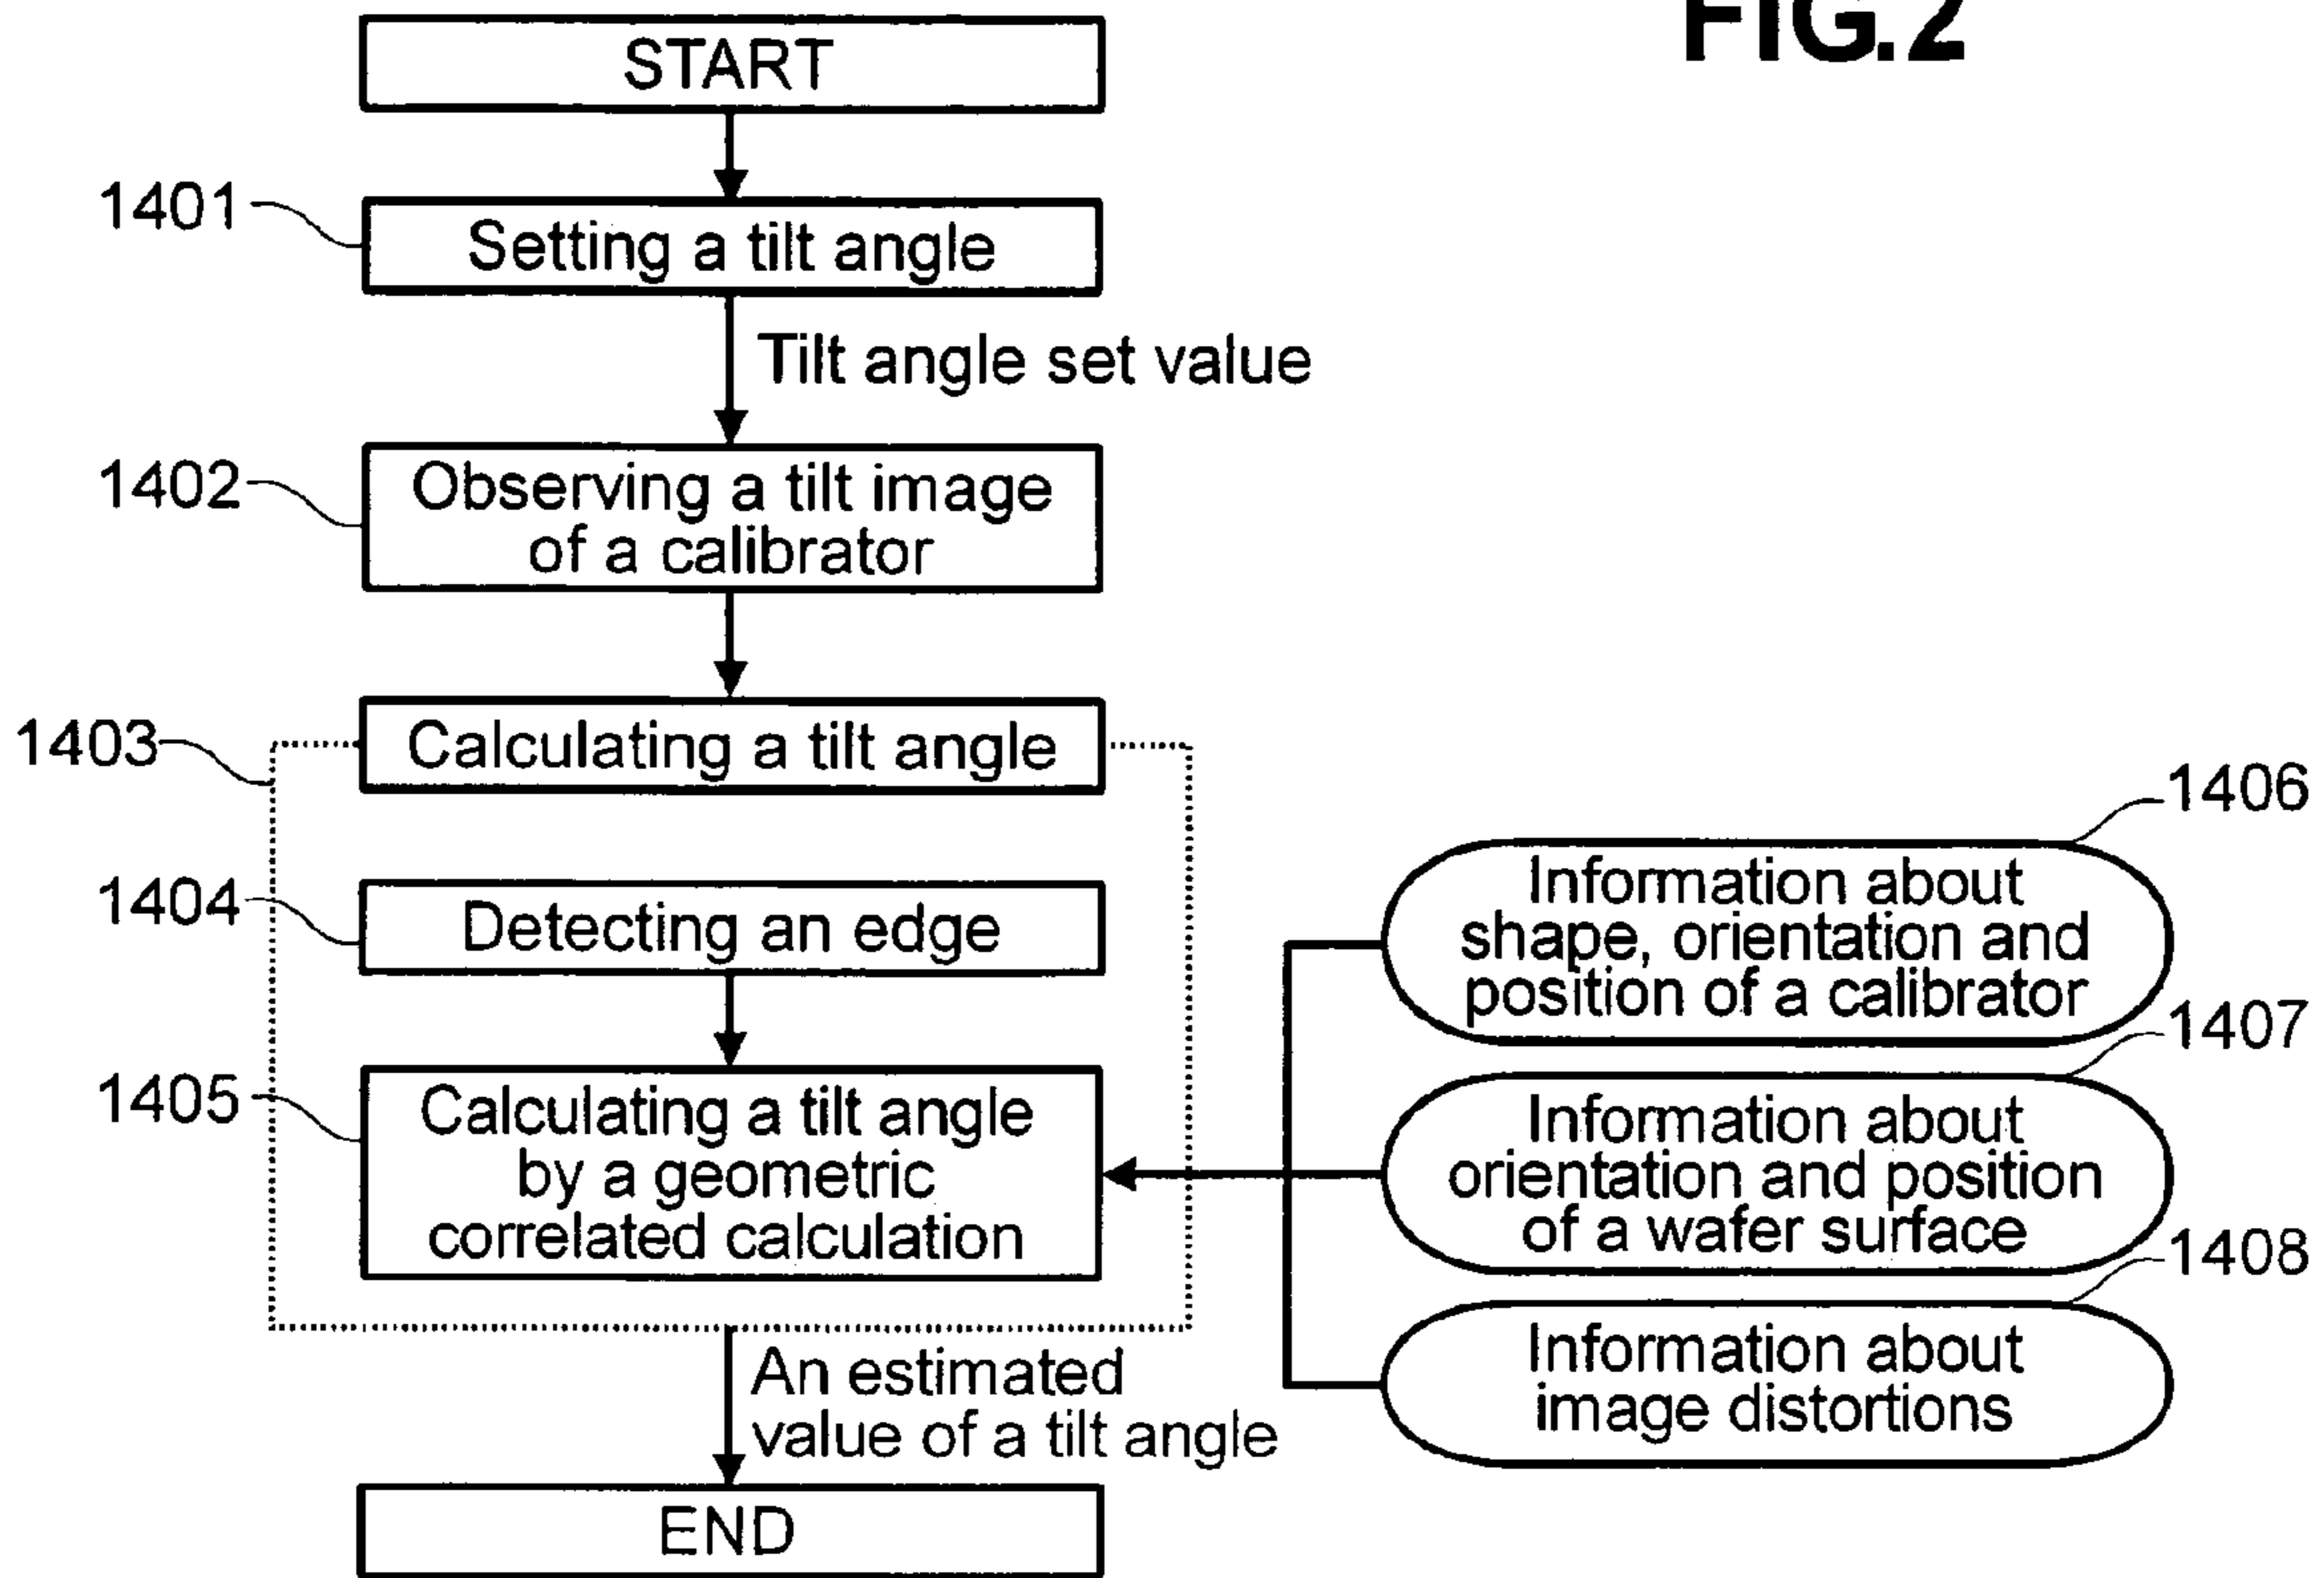 FIG.2
START
1401
Setting a tilt angle
Tilt angle set value
1402
Observing a tilt image
of a calibrator
1403
Calculating a tilt angle
1404
Detecting an edge
1405
Calculating a tilt angle
by a geometric
correlated calculation
1406
Information about
shape, orientation and
position of a calibrator
1407
Information about
orientation and position
of a wafer surface
1408
Information about
image distortions
An estimated
value of a tilt angle
END